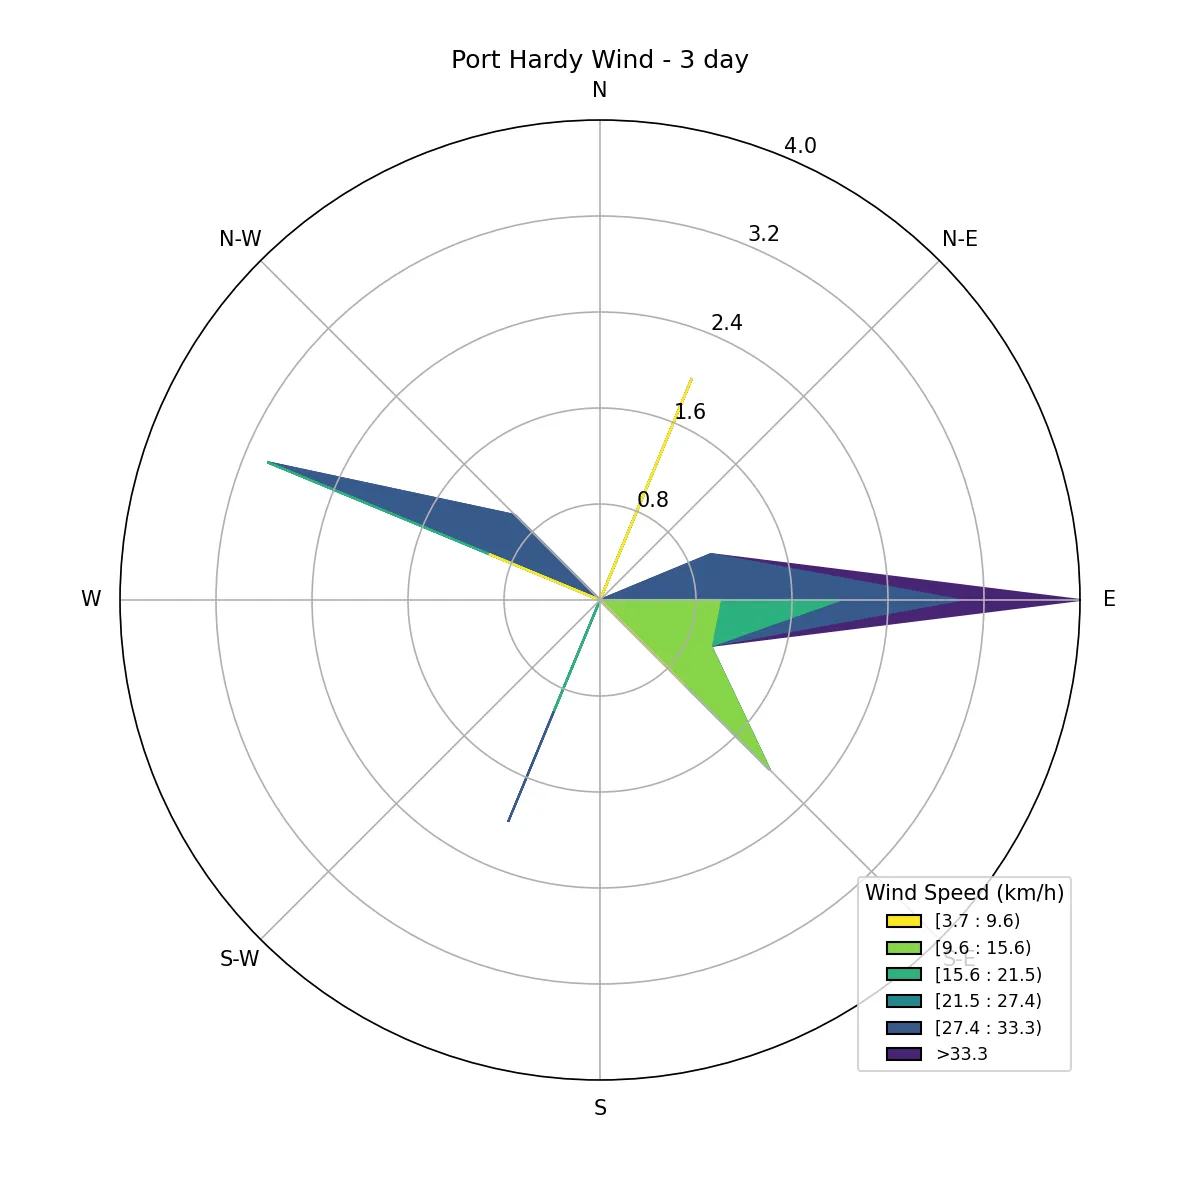 Port Hardy Wind - 3 day
N
4.0
N-W
N-E
3.2
2.4
1.6
0.8
W
E
S-W
S-E
S
Wind Speed (km/h)
[3.7 : 9.6)
[9.6 : 15.6)
[15.6 : 21.5)
[21.5 : 27.4)
[27.4 : 33.3)
>33.3